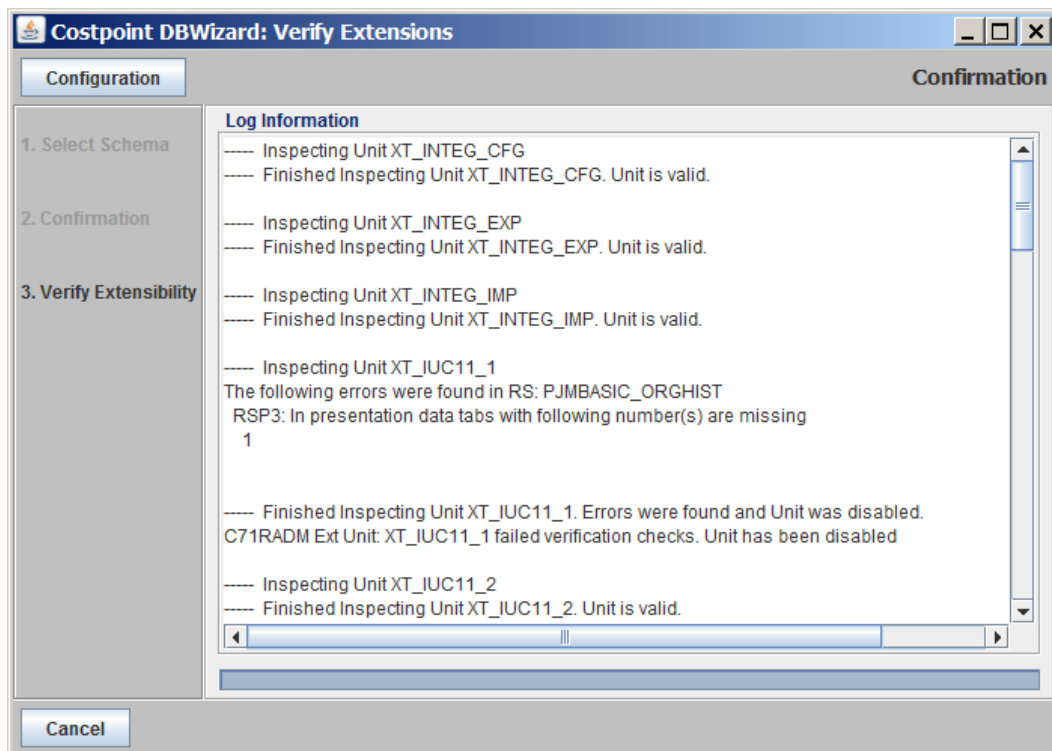 Costpoint DBWizard: Verify Extensions
Configuration
Confirmation
1. Select Schema
2. Confirmation
3. Verify Extensibility
Log Information
----- Inspecting Unit XT_INTEG_CFG
----- Finished Inspecting Unit XT_INTEG_CFG. Unit is valid.
----- Inspecting Unit XT_INTEG_EXP
----- Finished Inspecting Unit XT_INTEG_EXP. Unit is valid.
----- Inspecting Unit XT_INTEG_IMP
----- Finished Inspecting Unit XT_INTEG_IMP. Unit is valid.
----- Inspecting Unit XT_IUC11_1
The following errors were found in RS: PJMBASIC_ORGHIST
RSP3: In presentation data tabs with following number(s) are missing
1
----- Finished Inspecting Unit XT_IUC11_1. Errors were found and Unit was disabled.
C71RADM Ext Unit: XT_IUC11_1 failed verification checks. Unit has been disabled
----- Inspecting Unit XT_IUC11_2
----- Finished Inspecting Unit XT_IUC11_2. Unit is valid.
Cancel